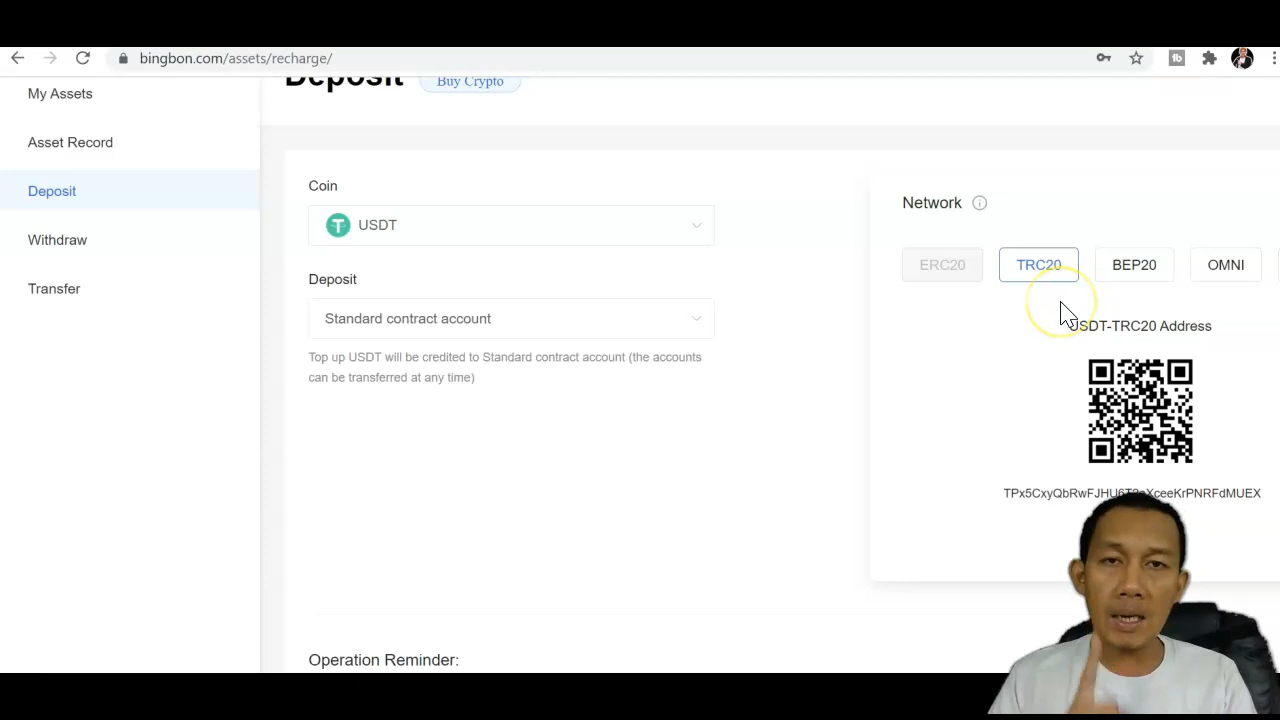 bingbon.com/assets/recharge/
Deposit
Buy Crypto
My Assets
Asset Record
Deposit
Withdraw
Transfer
Coin
USDT
Deposit
Standard contract account
Top up USDT will be credited to Standard contract account (the accounts
can be transferred at any time)
Network
ERC20
TRC20
BEP20
OMNI
USDT-TRC20 Address
Operation Reminder: